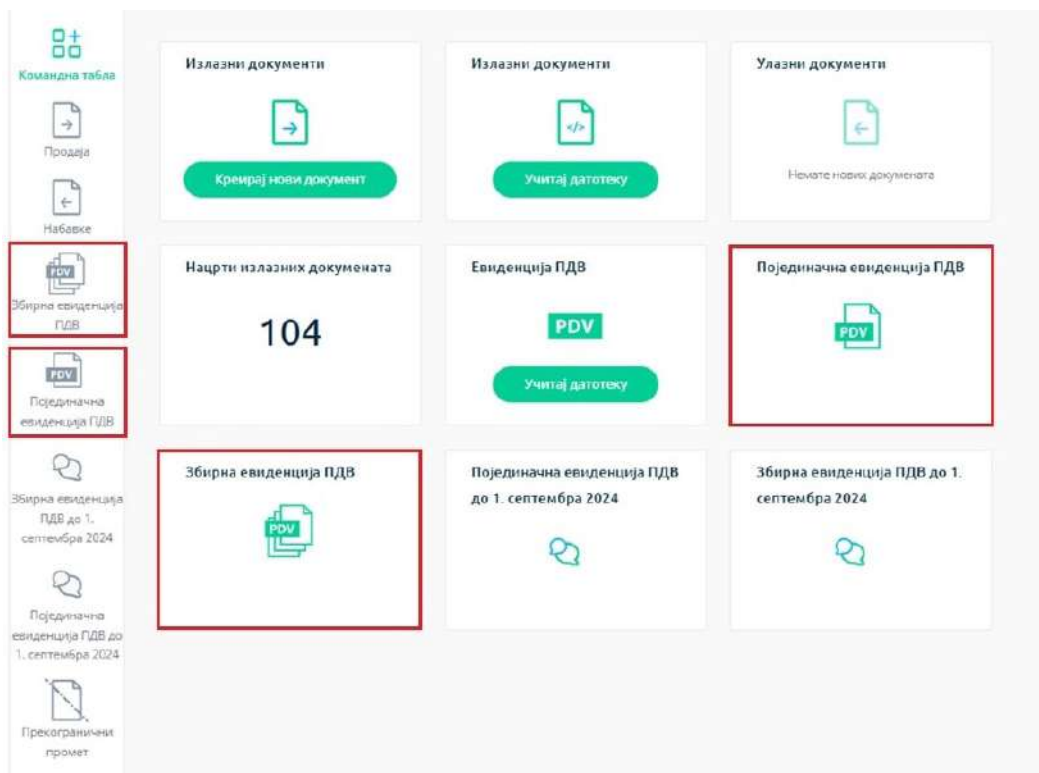 Командна табла
Продаја
Набавке
PDV
Збирна евиденција
ПДВ
PDV
Појединачна
евиденција ПДВ
Збирна евиденција
ПДВ до 1.
септембра 2024
Појединачна
евиденција ПДВ до
1. септембра 2024
Прекогранични
промет
Излазни документи
Креирај нови документ
Излазни документи
</>
Учитај датотеку
Улазни документи
Немате нових докумената
Нацрти излазних докумената
104
Евиденција ПДВ
PDV
Учитај датотеку
Појединачна евиденција ПДВ
PDV
Збирна евиденција ПДВ
PDV
Појединачна евиденција ПДВ
до 1. септембра 2024
Збирна евиденција ПДВ до 1.
септембра 2024